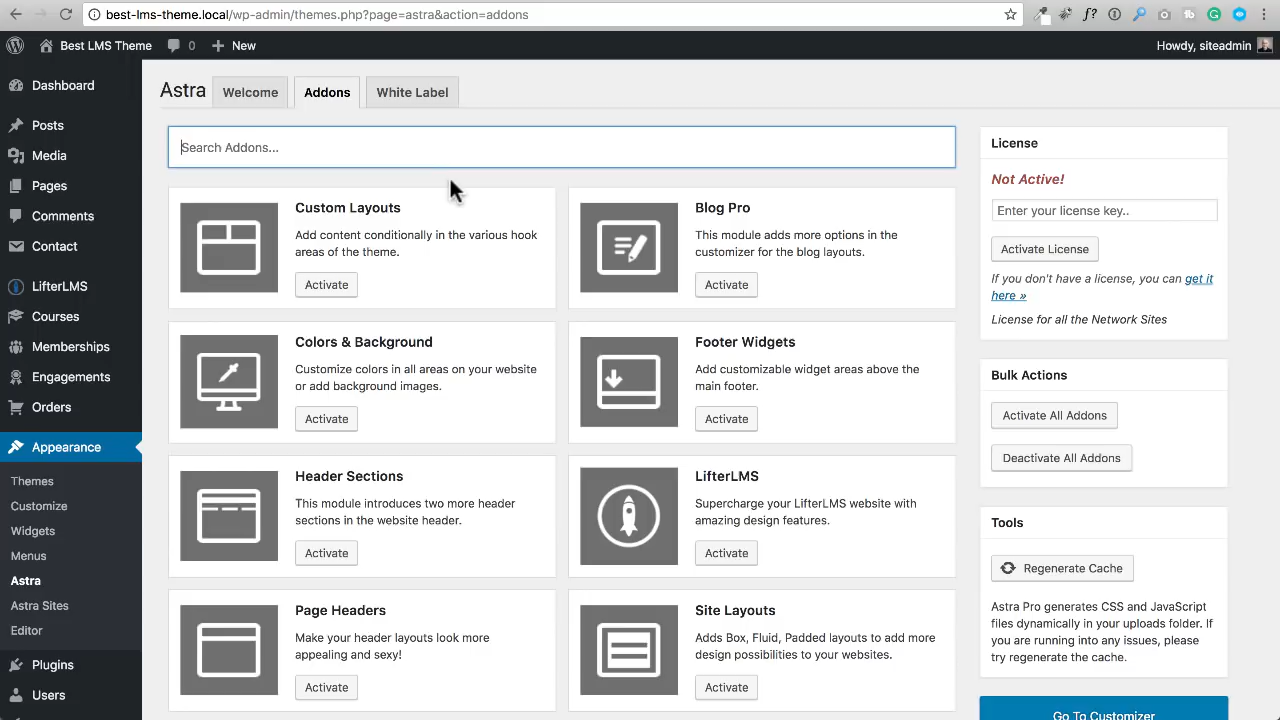 best-lms-theme.local/wp-admin/themes.php?page=astra&action=addons
Best LMS Theme
0
New
Howdy, siteadmin
Dashboard
Posts
Media
Pages
Comments
Contact
LifterLMS
Courses
Memberships
Engagements
Orders
Appearance
Themes
Customize
Widgets
Menus
Astra
Astra Sites
Editor
Plugins
Users
Astra
Welcome
Addons
White Label
Search Addons...
Custom Layouts
Add content conditionally in the various hook
areas of the theme.
Activate
Blog Pro
This module adds more options in the
customizer for the blog layouts.
Activate
Colors & Background
Customize colors in all areas on your website
or add background images.
Activate
Footer Widgets
Add customizable widget areas above the
main footer.
Activate
Header Sections
This module introduces two more header
sections in the website header.
Activate
LifterLMS
Supercharge your LifterLMS website with
amazing design features.
Activate
Page Headers
Make your header layouts look more
appealing and sexy!
Activate
Site Layouts
Adds Box, Fluid, Padded layouts to add more
design possibilities to your websites.
Activate
License
Not Active!
Enter your license key..
Activate License
If you don't have a license, you can get it
here »
License for all the Network Sites
Bulk Actions
Activate All Addons
Deactivate All Addons
Tools
Regenerate Cache
Astra Pro generates CSS and JavaScript
files dynamically in your uploads folder. If
you are running into any issues, please
try regenerate the cache.
Go To Customizer